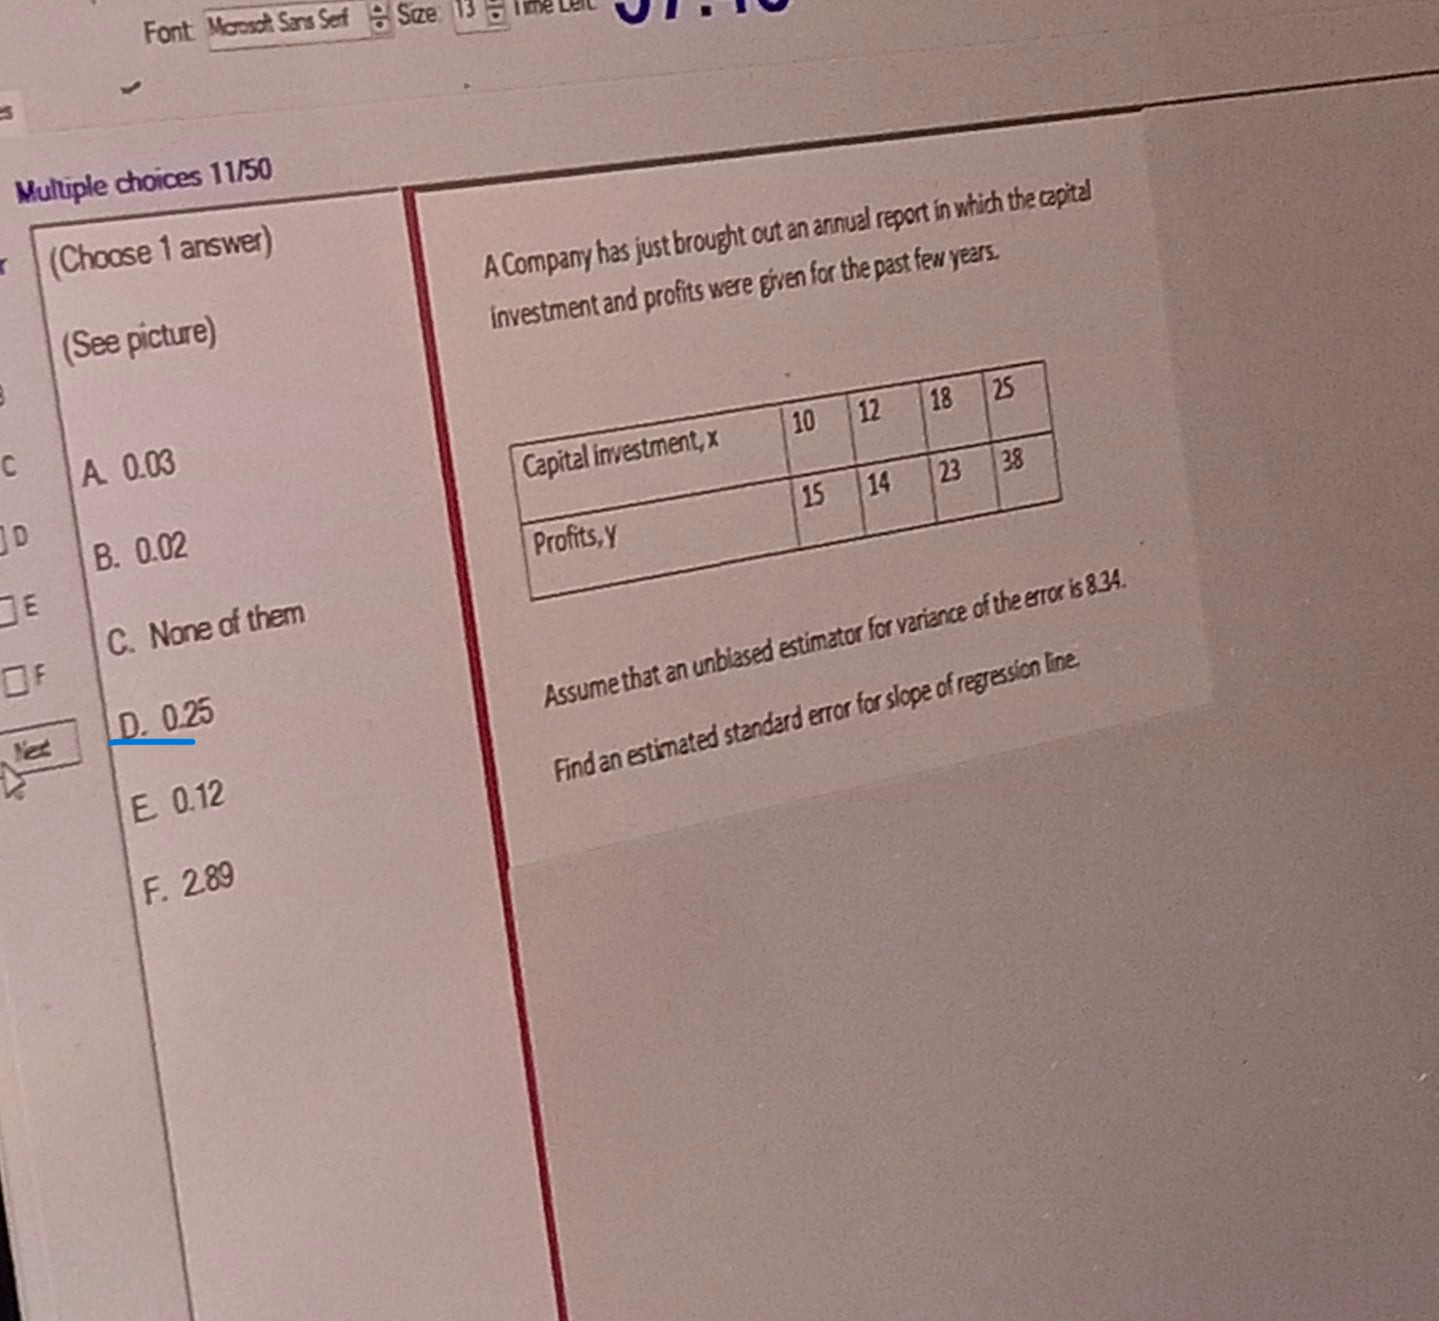 Font: Microsoft Sans Serif Size: 13 Time Left:
Multiple choices 11/50
(Choose 1 answer)
(See picture)
A. 0.03
B. 0.02
C. None of them
D. 0.25
E. 0.12
F. 2.89
C
D
E
F
Next
A Company has just brought out an annual report in which the capital
investment and profits were given for the past few years.
Capital investment, x 10 12 18 25
Profits, y 15 14 23 38
Assume that an unbiased estimator for variance of the error is 8.34.
Find an estimated standard error for slope of regression line.